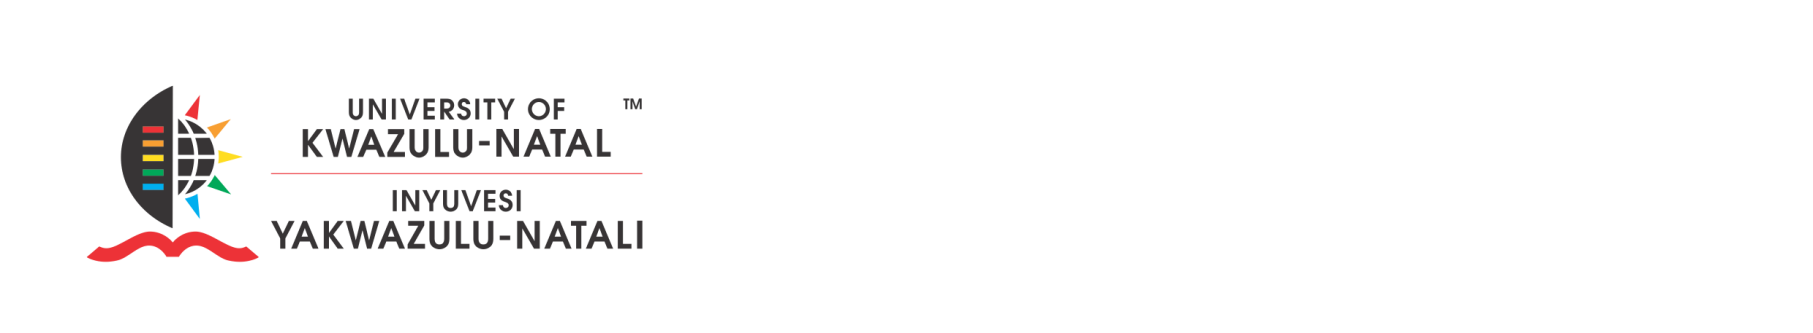 UNIVERSITY OF ™
KWAZULU-NATAL
INYUVESI
YAKWAZULU-NATALI